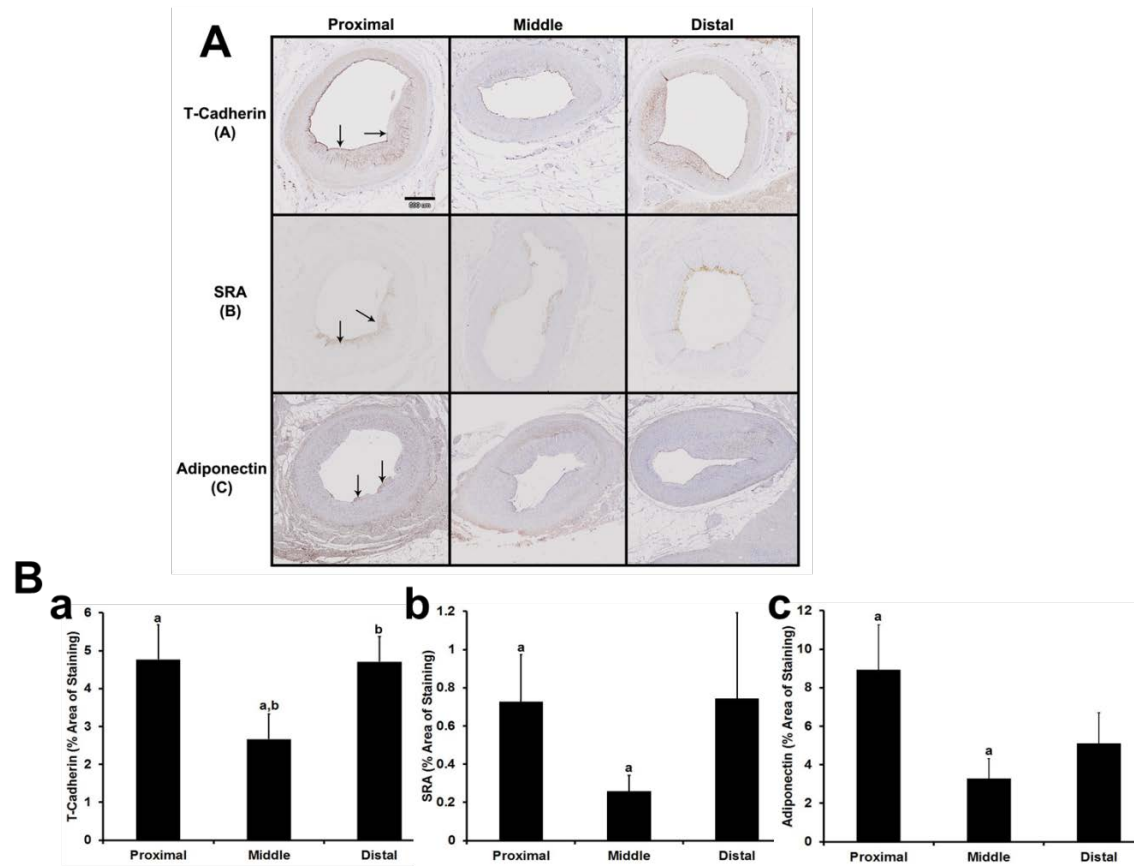 A
Proximal Middle Distal
T-Cadherin
(A)
500 um
SRA
(B)
Adiponectin
(C)
B
a
T-Cadherin (% Area of Staining)
6
5
4
3
2
1
0
a
a,b
b
Proximal Middle Distal
b
SRA (% Area of Staining)
1.2
1
0.8
0.6
0.4
0.2
0
a
a
Proximal Middle Distal
c
Adiponectin (% Area of Staining)
12
10
8
6
4
2
0
a
a
Proximal Middle Distal